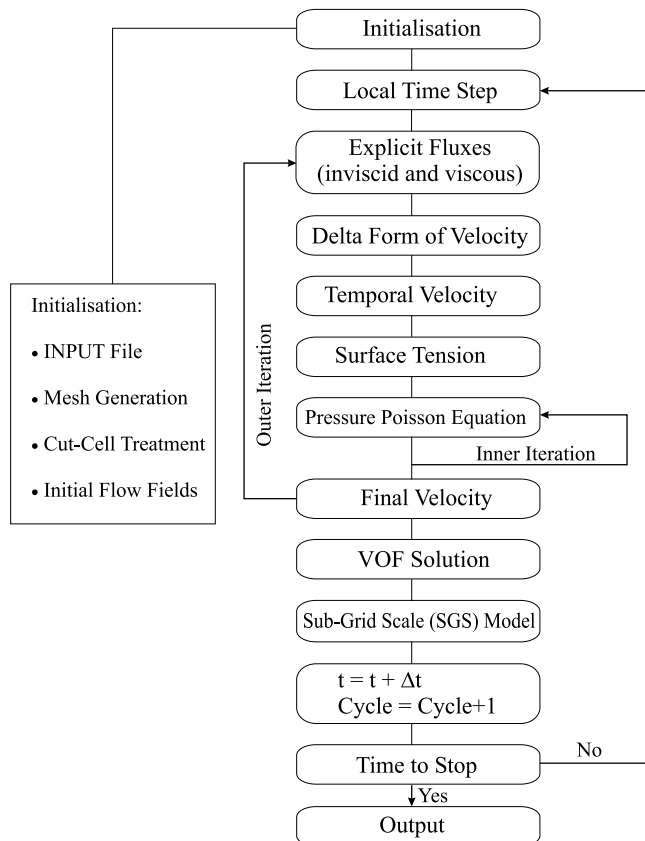 Initialisation
Local Time Step
Explicit Fluxes
(inviscid and viscous)
Delta Form of Velocity
Temporal Velocity
Surface Tension
Pressure Poisson Equation
Inner Iteration
Outer Iteration
Final Velocity
VOF Solution
Sub-Grid Scale (SGS) Model
t = t + Δt
Cycle = Cycle+1
Time to Stop
No
Yes
Output
Initialisation:
• INPUT File
• Mesh Generation
• Cut-Cell Treatment
• Initial Flow Fields